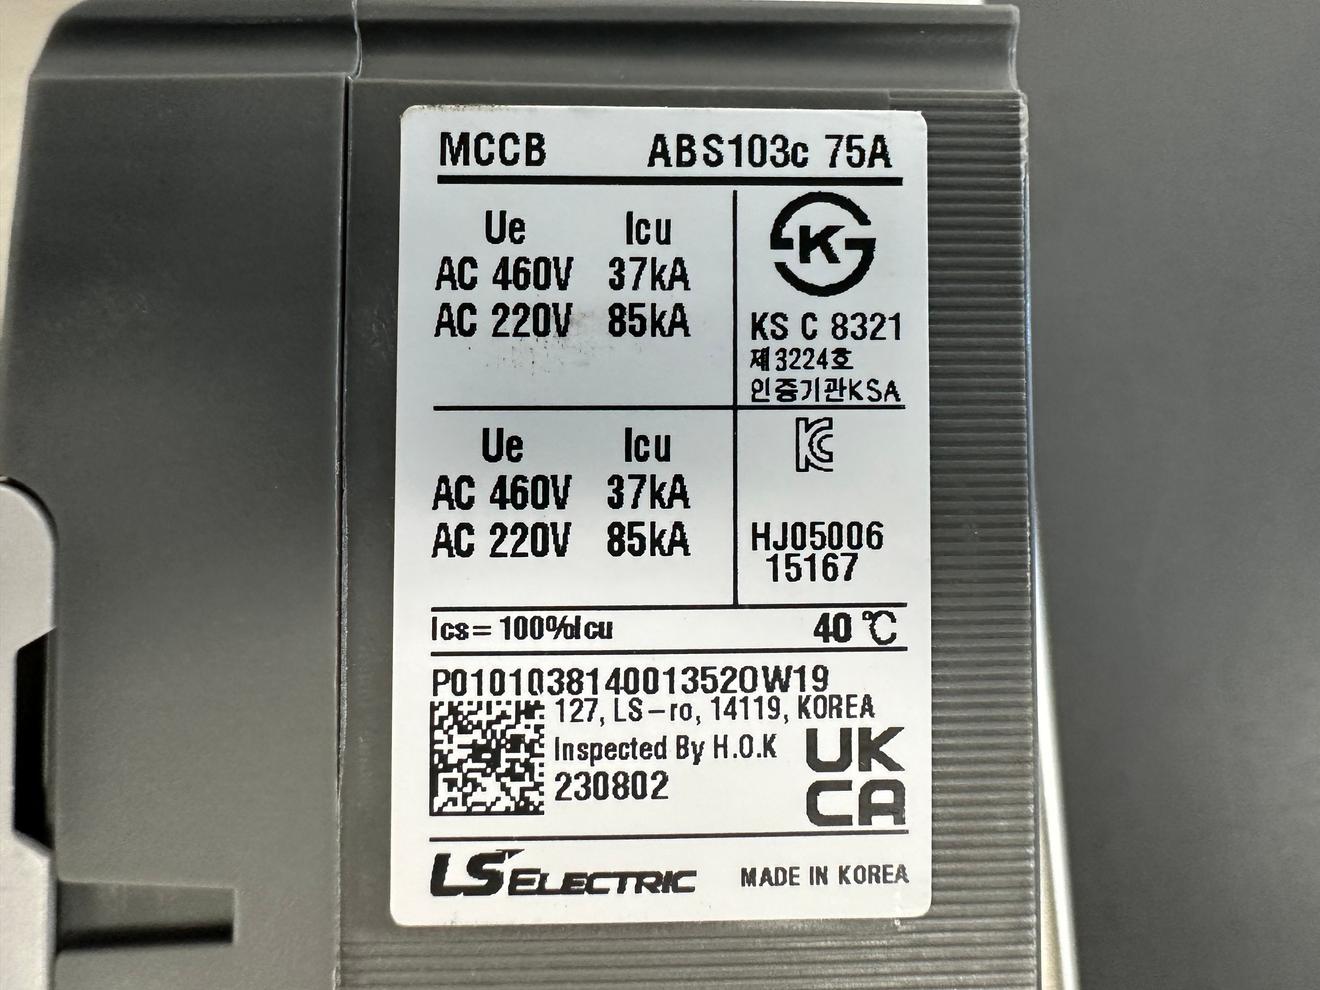 MCCB ABS103c 75A
Ue Icu
AC 460V 37kA
AC 220V 85kA
K
KS C 8321
제3224호
인증기관KSA
Ue Icu
AC 460V 37kA
AC 220V 85kA
KC
HJ05006
15167
Ics= 100%Icu 40℃
P0101038140013520W19
127, LS-ro, 14119, KOREA
Inspected By H.O.K
230802
UK
CA
LS ELECTRIC MADE IN KOREA